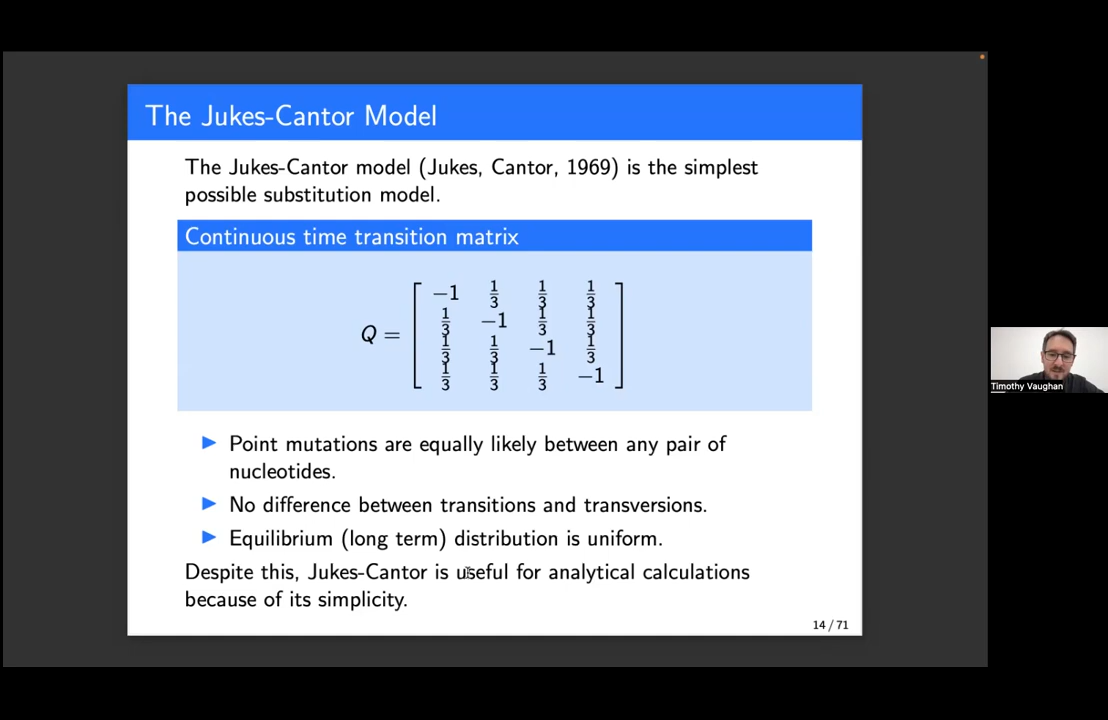 The Jukes-Cantor Model
The Jukes-Cantor model (Jukes, Cantor, 1969) is the simplest
possible substitution model.
Continuous time transition matrix
Q =
−1 1/3 1/3 1/3
1/3 −1 1/3 1/3
1/3 1/3 −1 1/3
1/3 1/3 1/3 −1
▶ Point mutations are equally likely between any pair of
nucleotides.
▶ No difference between transitions and transversions.
▶ Equilibrium (long term) distribution is uniform.
Despite this, Jukes-Cantor is useful for analytical calculations
because of its simplicity.
14 / 71
Timothy Vaughan